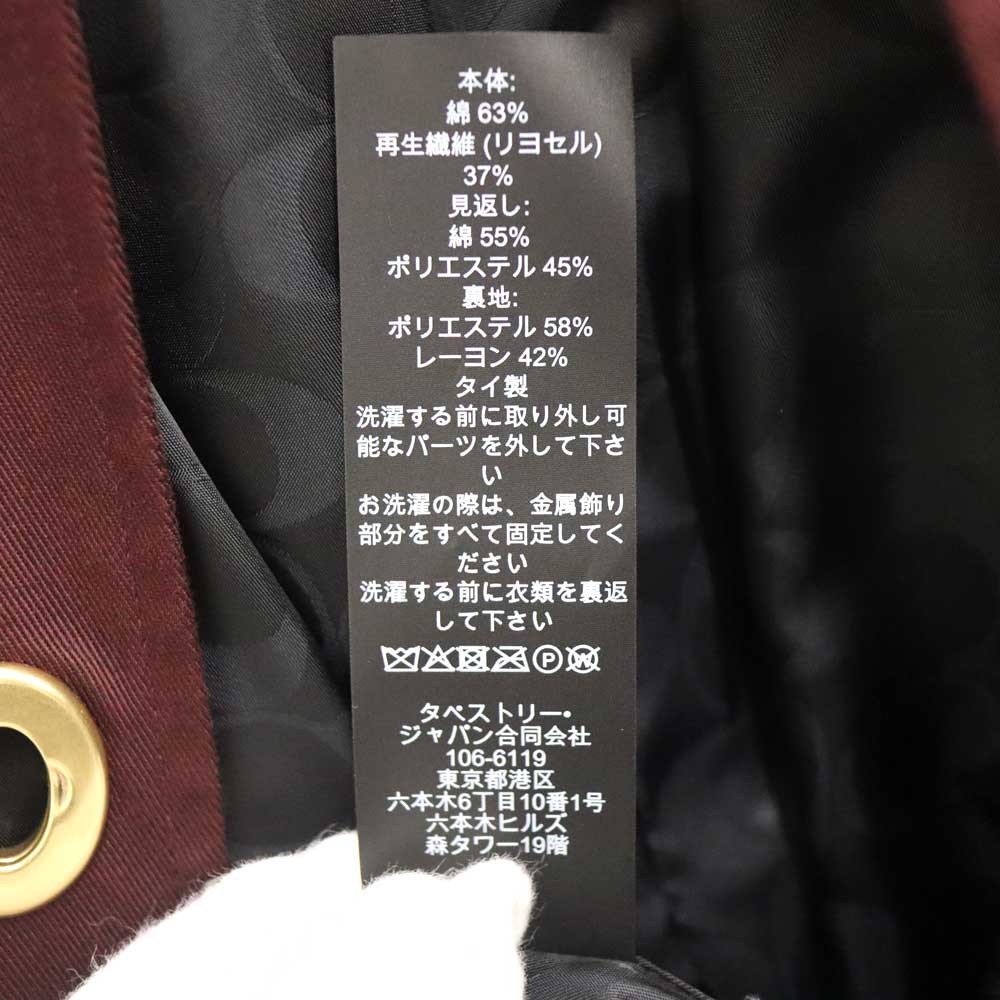 本体:
綿 63%
再生繊維 (リヨセル)
37%
見返し:
綿 55%
ポリエステル 45%
裏地:
ポリエステル 58%
レーヨン 42%
タイ製
洗濯する前に取り外し可
能なパーツを外して下さ
い
お洗濯の際は、金属飾り
部分をすべて固定してく
ださい
洗濯する前に衣類を裏返
して下さい
P W
タペストリー•
ジャパン合同会社
106-6119
東京都港区
六本木6丁目10番1号
六本木ヒルズ
森タワー19階